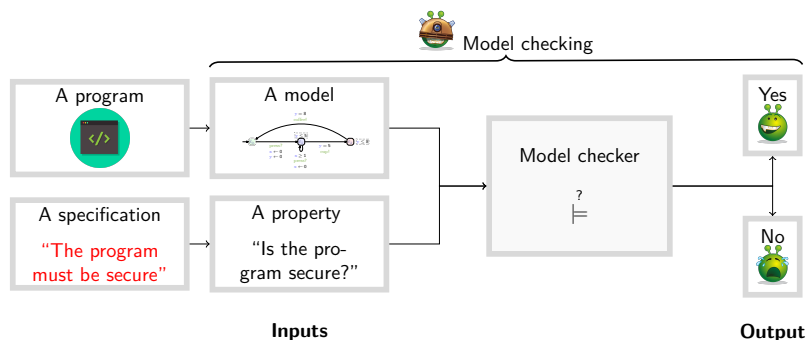 Model checking
A program
</>
A model
Yes
Model checker
?
⊨
A specification
“The program
must be secure”
A property
“Is the pro-
gram secure?”
No
Inputs
Output